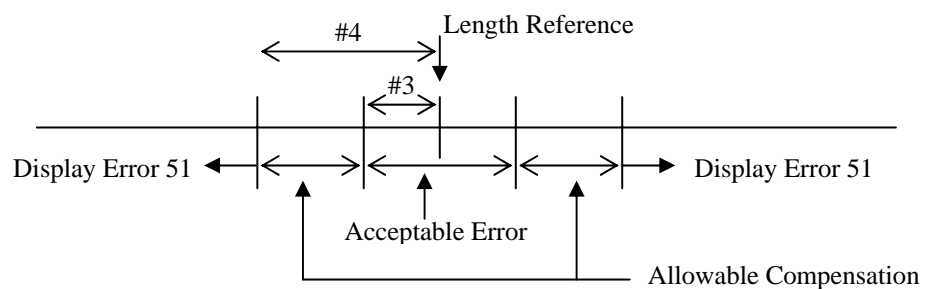 Length Reference
#4
#3
Display Error 51
Display Error 51
Acceptable Error
Allowable Compensation